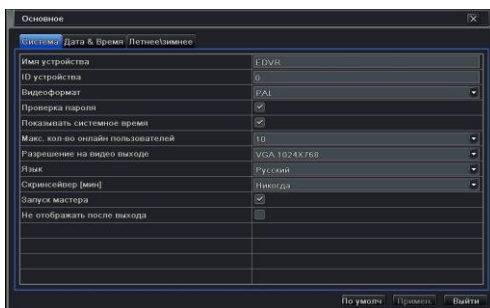 Основное
Система Дата & Время Летнее\зимнее
Имя устройства EDVR
ID устройства 0
Видеоформат PAL
Проверка пароля
Показывать системное время
Макс. кол-во онлайн пользователей 10
Разрешение на видео выходе VGA 1024X768
Язык Русский
Скринсейвер [мин] Никогда
Запуск мастера
Не отображать после выхода
По умолч Примен. Выйти